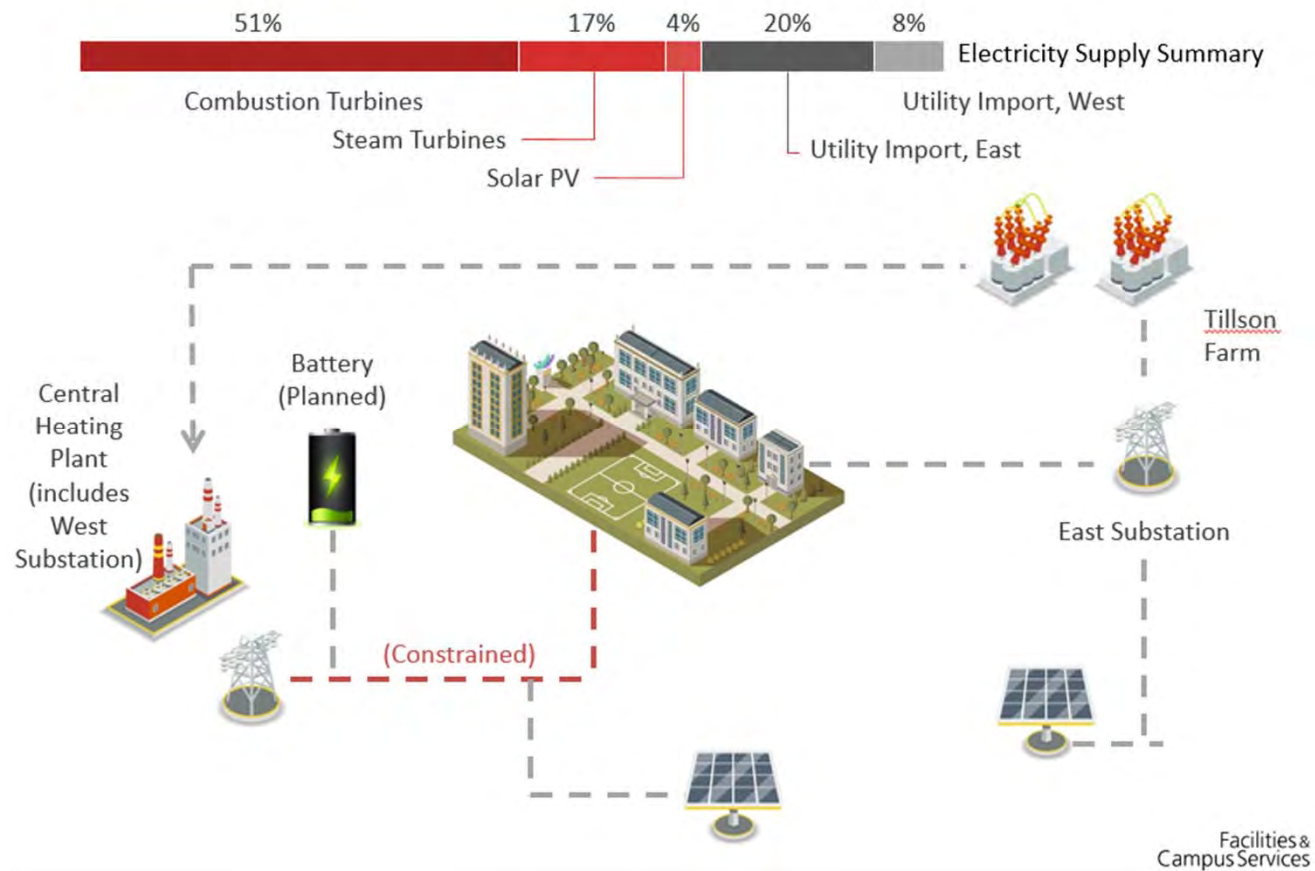 51%
17%
4%
20%
8%
Electricity Supply Summary
Combustion Turbines
Utility Import, West
Steam Turbines
Utility Import, East
Solar PV
Tillson
Farm
Battery
(Planned)
Central
Heating
Plant
(includes
West
Substation)
East Substation
(Constrained)
Facilities &
Campus Services